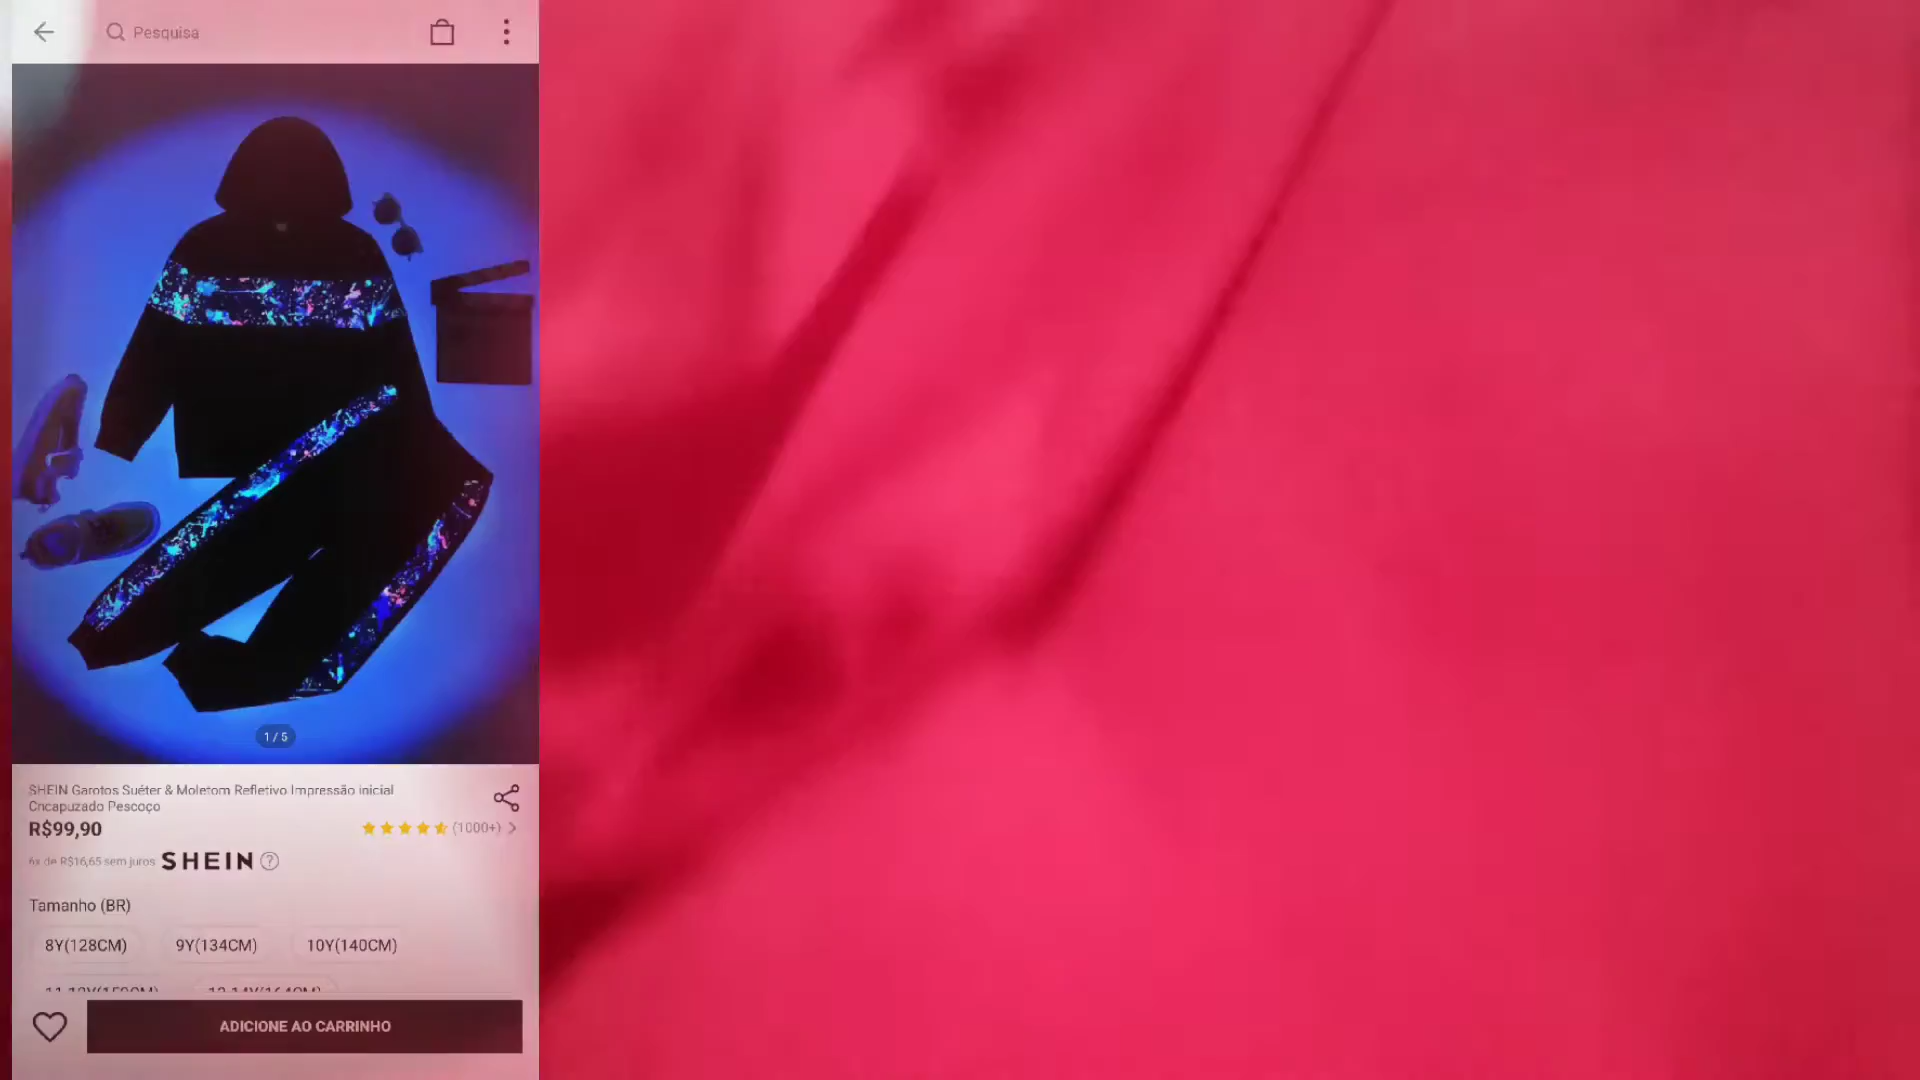 Pesquisa
1 / 5
SHEIN Garotos Suéter & Moletom Refletivo Impressão inicial
Cncapuzado Pescoço
R$99,90
(1000+)
6x de R$16,65 sem juros SHEIN ?
Tamanho (BR)
8Y(128CM) 9Y(134CM) 10Y(140CM)
ADICIONE AO CARRINHO